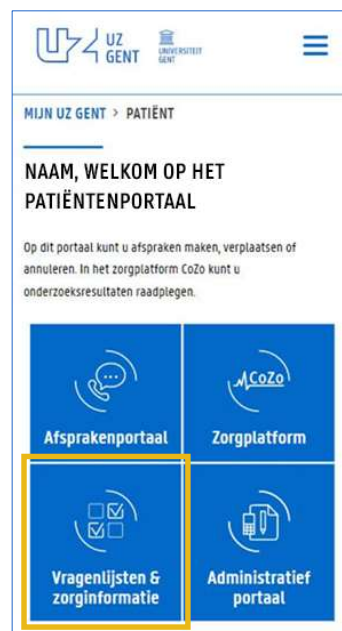 UZ
GENT
UNIVERSITEIT
GENT
MIJN UZ GENT > PATIËNT
NAAM, WELKOM OP HET
PATIËNTENPORTAAL
Op dit portaal kunt u afspraken maken, verplaatsen of
annuleren. In het zorgplatform CoZo kunt u
onderzoeksresultaten raadplegen.
Afsprakenportaal
CoZo
Zorgplatform
Vragenlijsten &
zorginformatie
Administratief
portaal